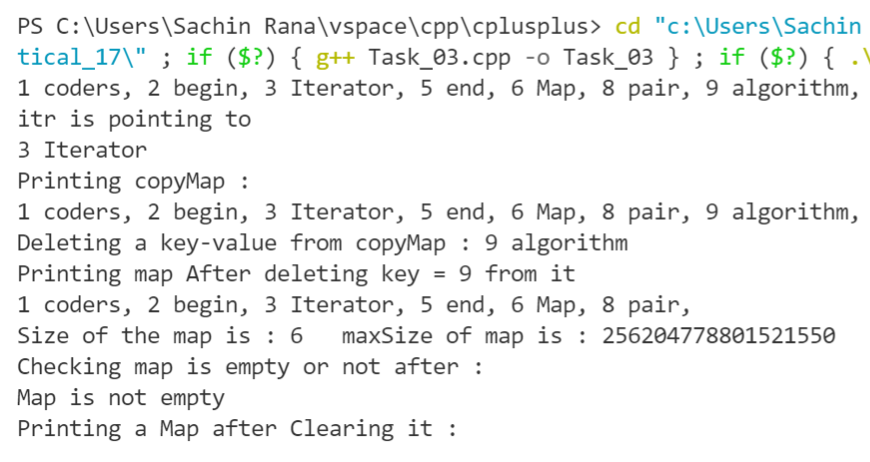 PS C:\Users\Sachin Rana\vspace\cpp\cplusplus> cd "c:\Users\Sachin
tical_17\" ; if ($?) { g++ Task_03.cpp -o Task_03 } ; if ($?) { .\
1 coders, 2 begin, 3 Iterator, 5 end, 6 Map, 8 pair, 9 algorithm,
itr is pointing to
3 Iterator
Printing copyMap :
1 coders, 2 begin, 3 Iterator, 5 end, 6 Map, 8 pair, 9 algorithm,
Deleting a key-value from copyMap : 9 algorithm
Printing map After deleting key = 9 from it
1 coders, 2 begin, 3 Iterator, 5 end, 6 Map, 8 pair,
Size of the map is : 6   maxSize of map is : 256204778801521550
Checking map is empty or not after :
Map is not empty
Printing a Map after Clearing it :